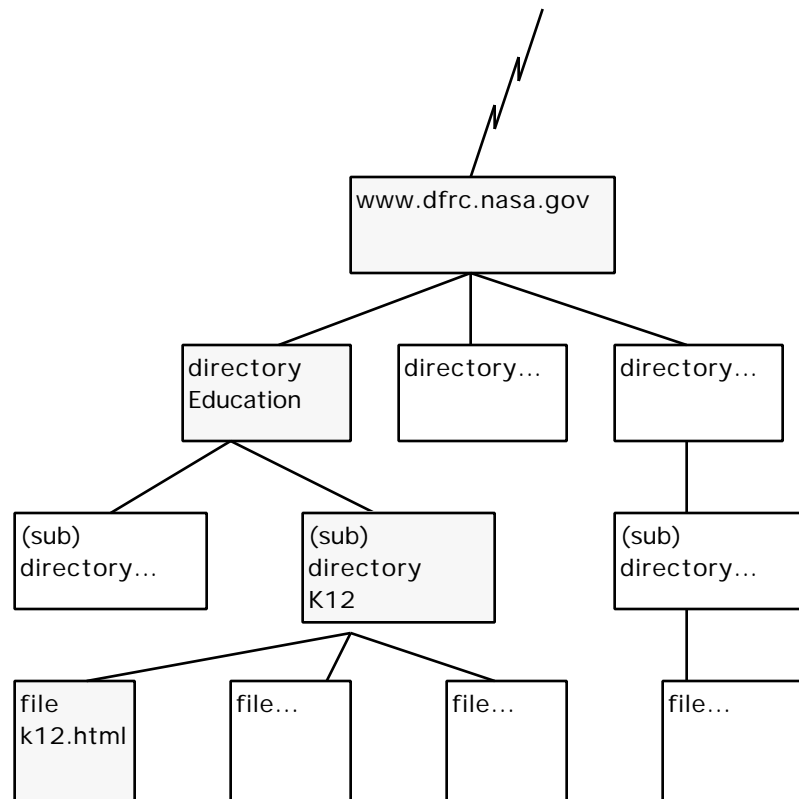 www.dfrc.nasa.gov
directory
Education
directory...
directory...
(sub)
directory...
(sub)
directory
K12
(sub)
directory...
file
k12.html
file...
file...
file...